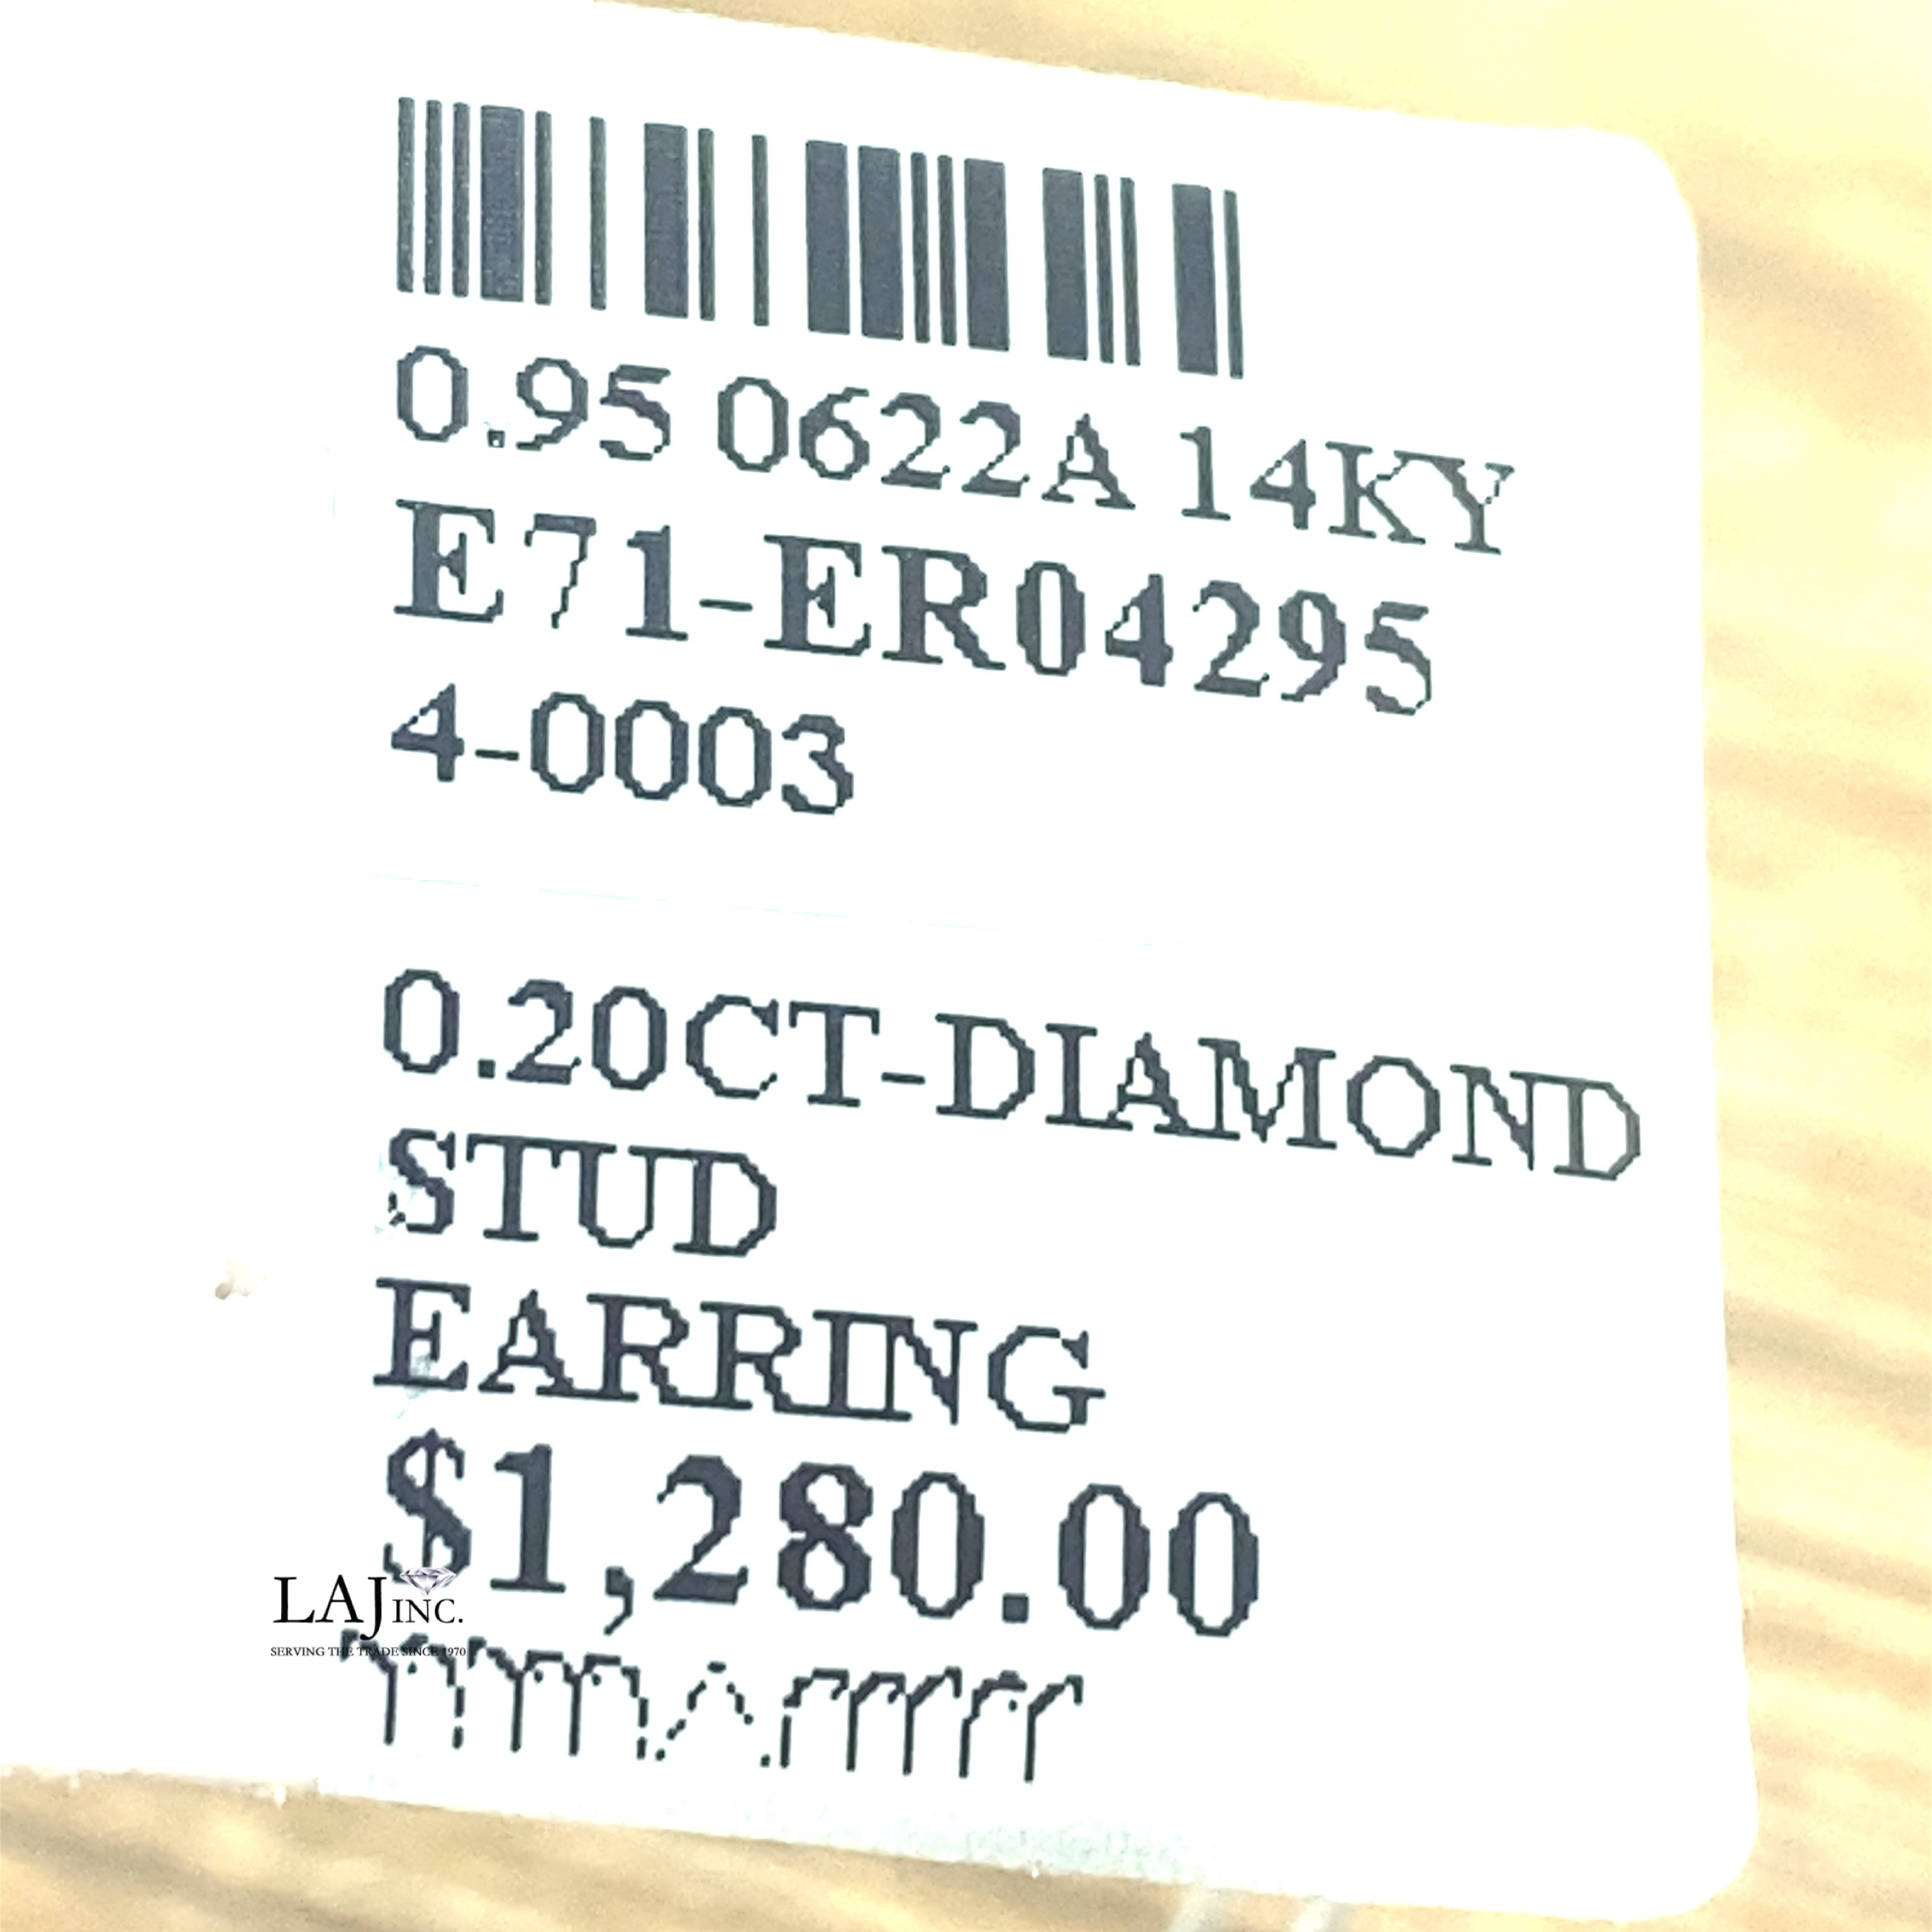 0.95 0622A 14KY
E71-ER04295
4-0003
0.20CT-DIAMOND
STUD
EARRING
$1,280.00
LAJ INC.
SERVING THE TRADE SINCE 1970